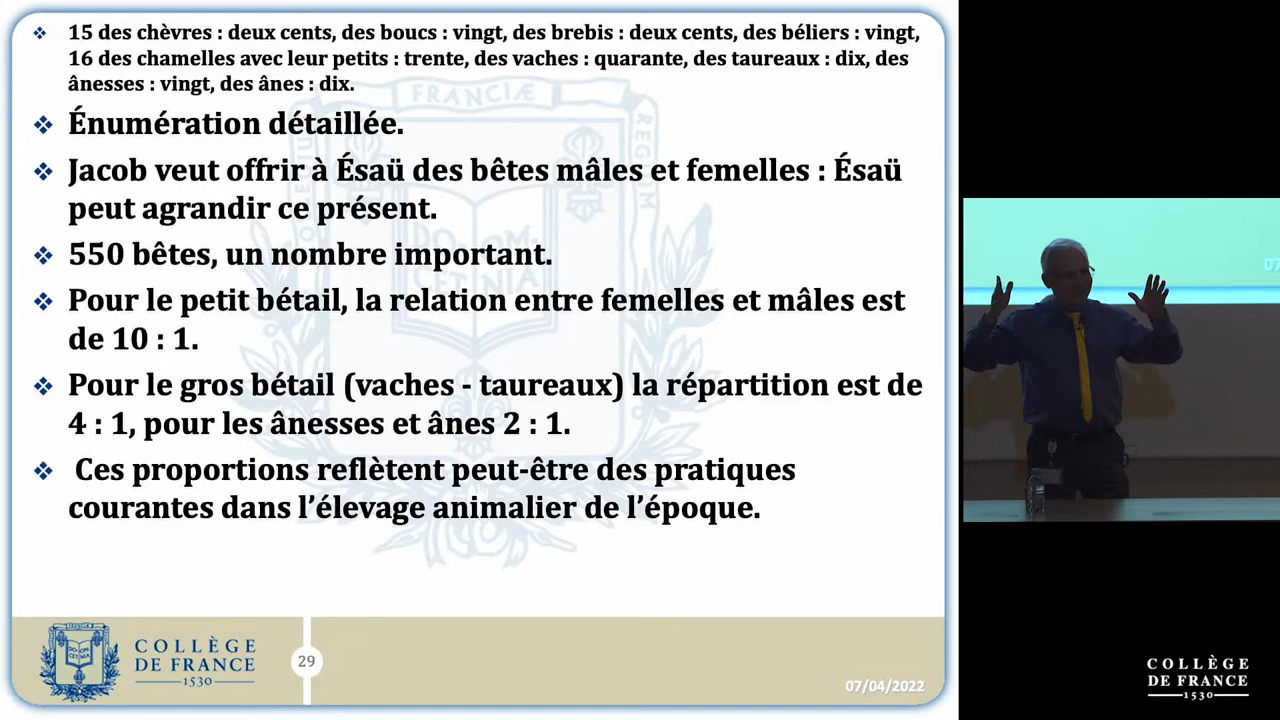 15 des chèvres : deux cents, des boucs : vingt, des brebis : deux cents, des béliers : vingt,
16 des chamelles avec leur petits : trente, des vaches : quarante, des taureaux : dix, des
ânesses : vingt, des ânes : dix.
Énumération détaillée.
Jacob veut offrir à Ésaü des bêtes mâles et femelles : Ésaü
peut agrandir ce présent.
550 bêtes, un nombre important.
Pour le petit bétail, la relation entre femelles et mâles est
de 10 : 1.
Pour le gros bétail (vaches - taureaux) la répartition est de
4 : 1, pour les ânesses et ânes 2 : 1.
Ces proportions reflètent peut-être des pratiques
courantes dans l'élevage animalier de l'époque.
FRANCIÆ
REGIUM
COLLÈGE
DE FRANCE
1530
29
07/04/2022
07
COLLÈGE
DE FRANCE
1530